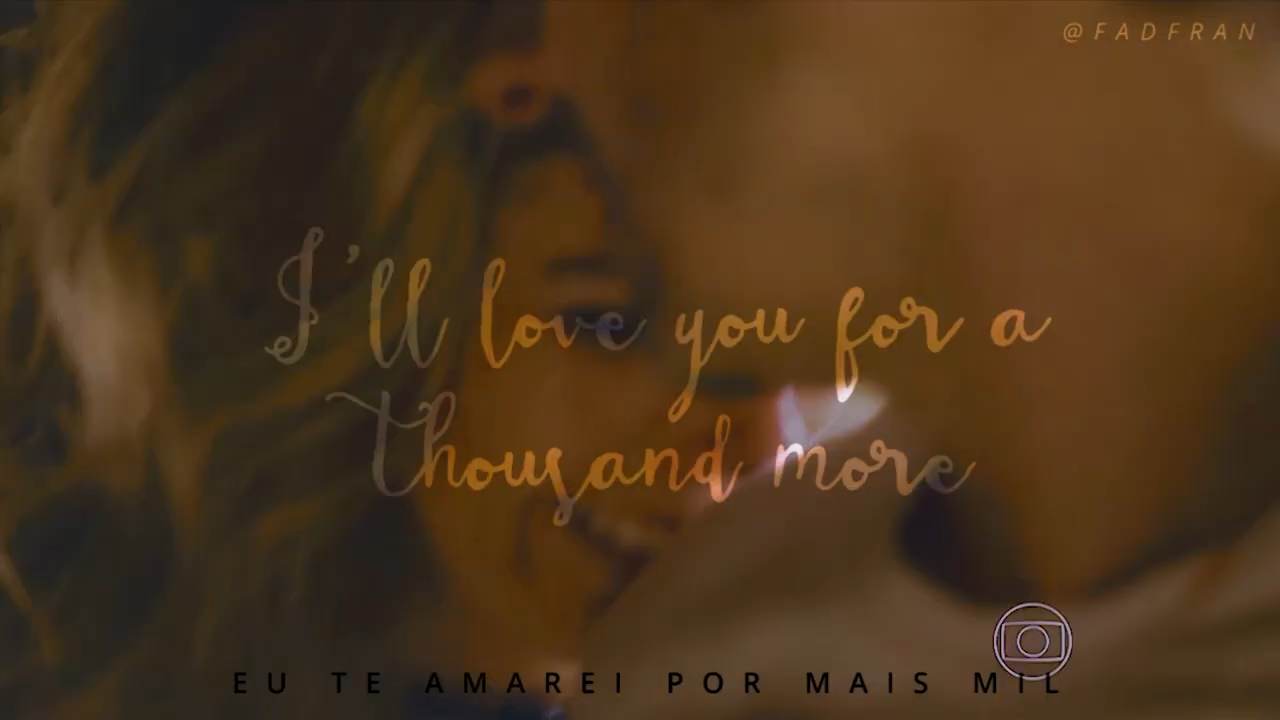 @FADFRAN
I'll love you for a
Thousand more
EU TE AMAREI POR MAIS MIL